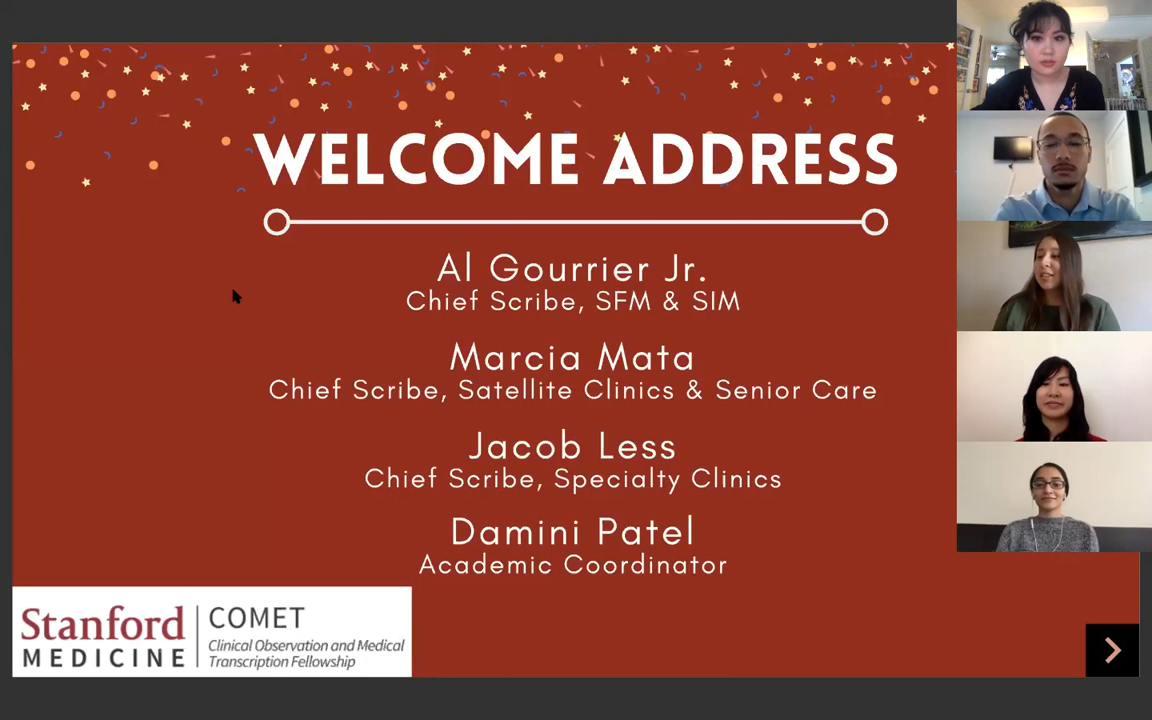 WELCOME ADDRESS
Al Gourrier Jr.
Chief Scribe, SFM & SIM
Marcia Mata
Chief Scribe, Satellite Clinics & Senior Care
Jacob Less
Chief Scribe, Specialty Clinics
Damini Patel
Academic Coordinator
Stanford
MEDICINE
COMET
Clinical Observation and Medical
Transcription Fellowship